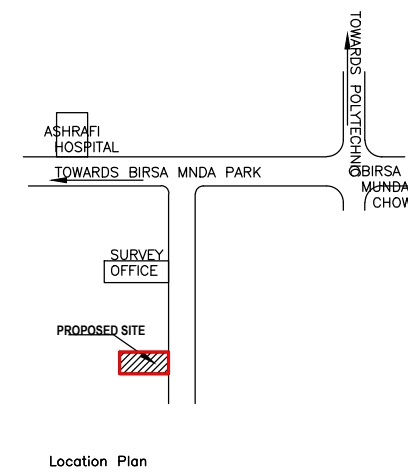 TOWARDS POLYTECHNIC
ASHRAFI
HOSPITAL
TOWARDS BIRSA MNDA PARK
BIRSA
MUNDA
CHOW
SURVEY
OFFICE
PROPOSED SITE
Location Plan